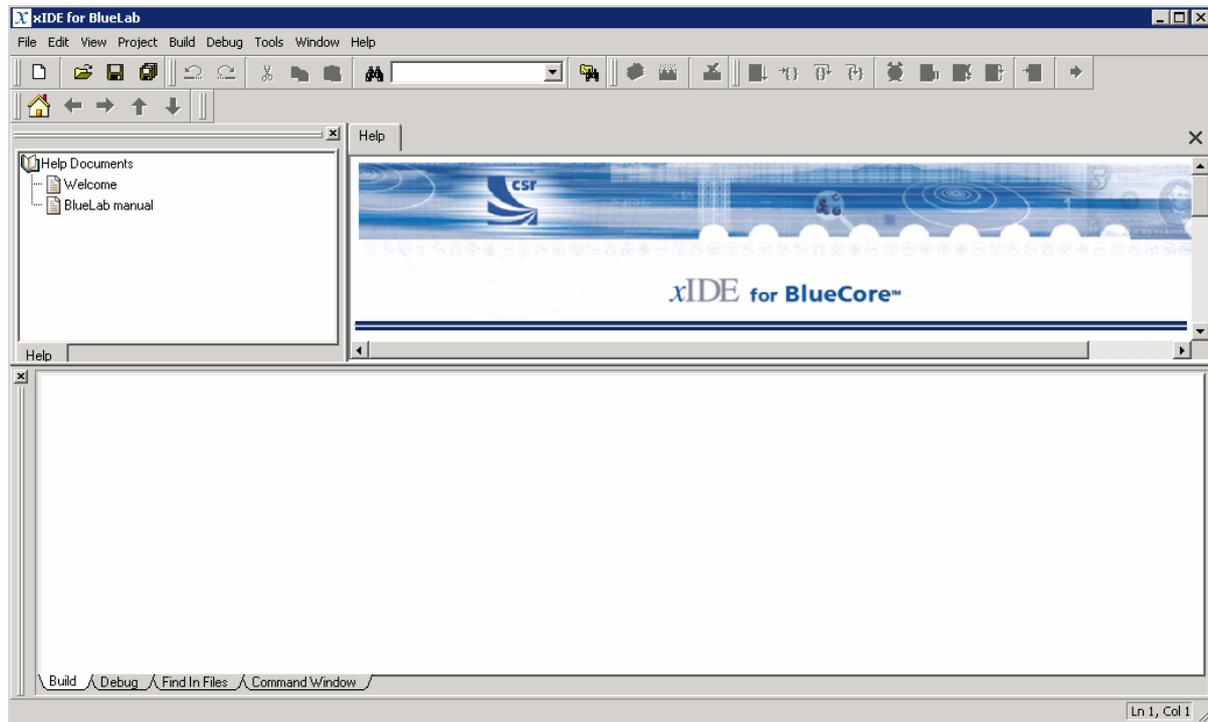 xIDE for BlueLab
File Edit View Project Build Debug Tools Window Help
Help
Help Documents
Welcome
BlueLab manual
csr
xIDE for BlueCore™
Help
Build Debug Find In Files Command Window
Ln 1, Col 1